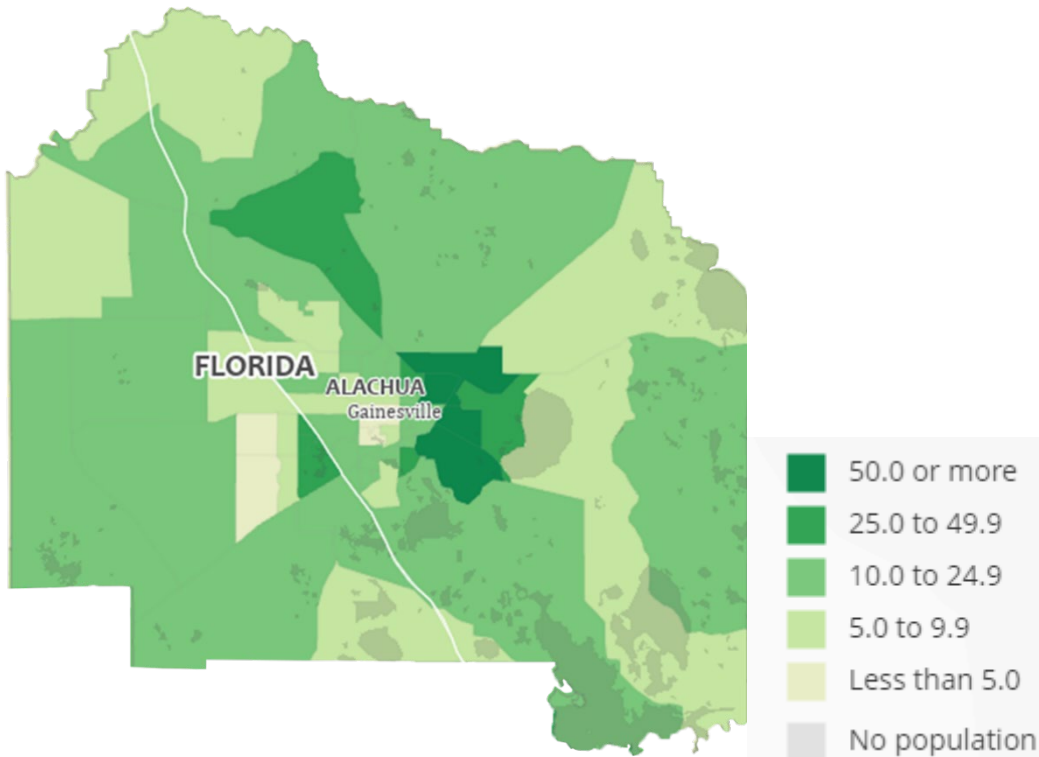 FLORIDA
ALACHUA
Gainesville
50.0 or more
25.0 to 49.9
10.0 to 24.9
5.0 to 9.9
Less than 5.0
No population